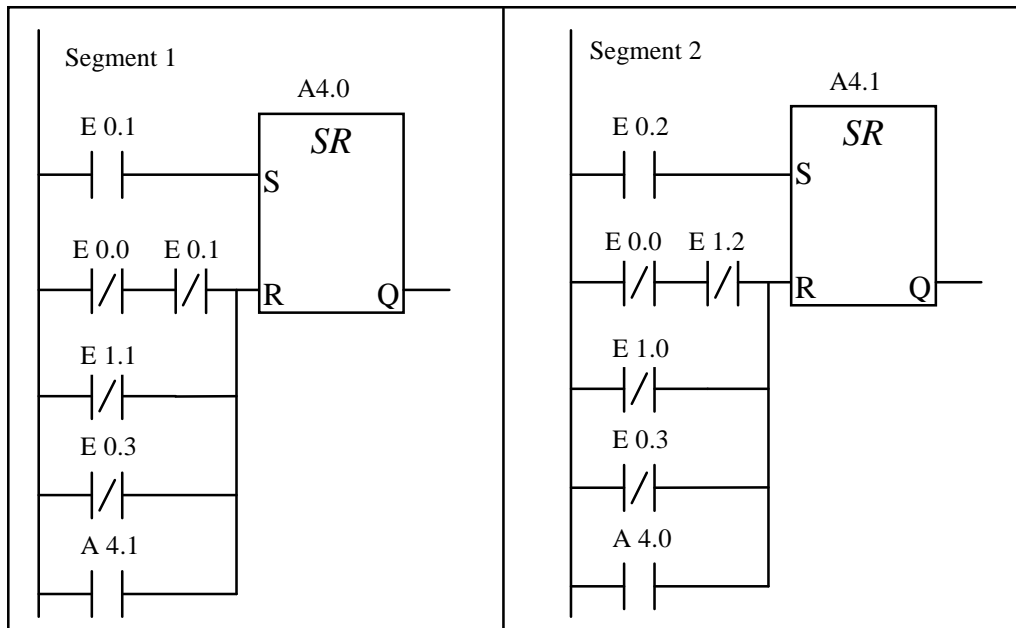 Segment 1
A4.0
E 0.1
SR
S
E 0.0 E 0.1
R Q
E 1.1
E 0.3
A 4.1
Segment 2
A4.1
E 0.2
SR
S
E 0.0 E 1.2
R Q
E 1.0
E 0.3
A 4.0